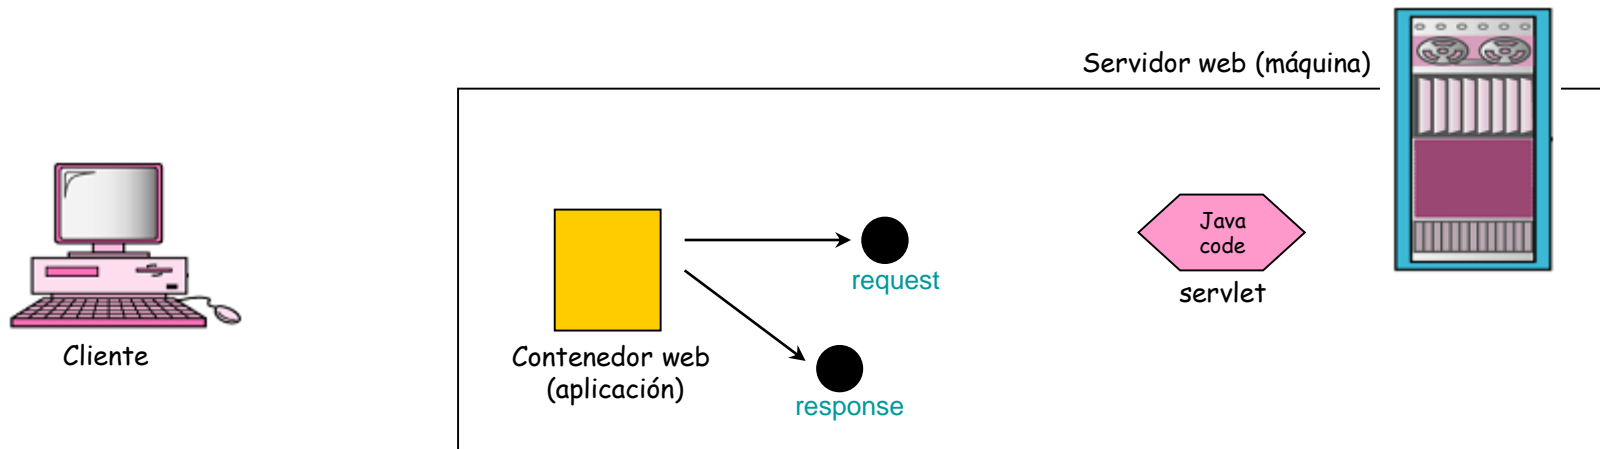 Servidor web (máquina)
Java
code
request
servlet
Cliente
Contenedor web
(aplicación)
response